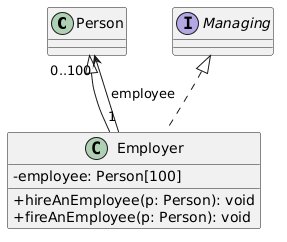 C Person
I Managing
0..100
employee
1
C Employer
-employee: Person[100]
+hireAnEmployee(p: Person): void
+fireAnEmployee(p: Person): void